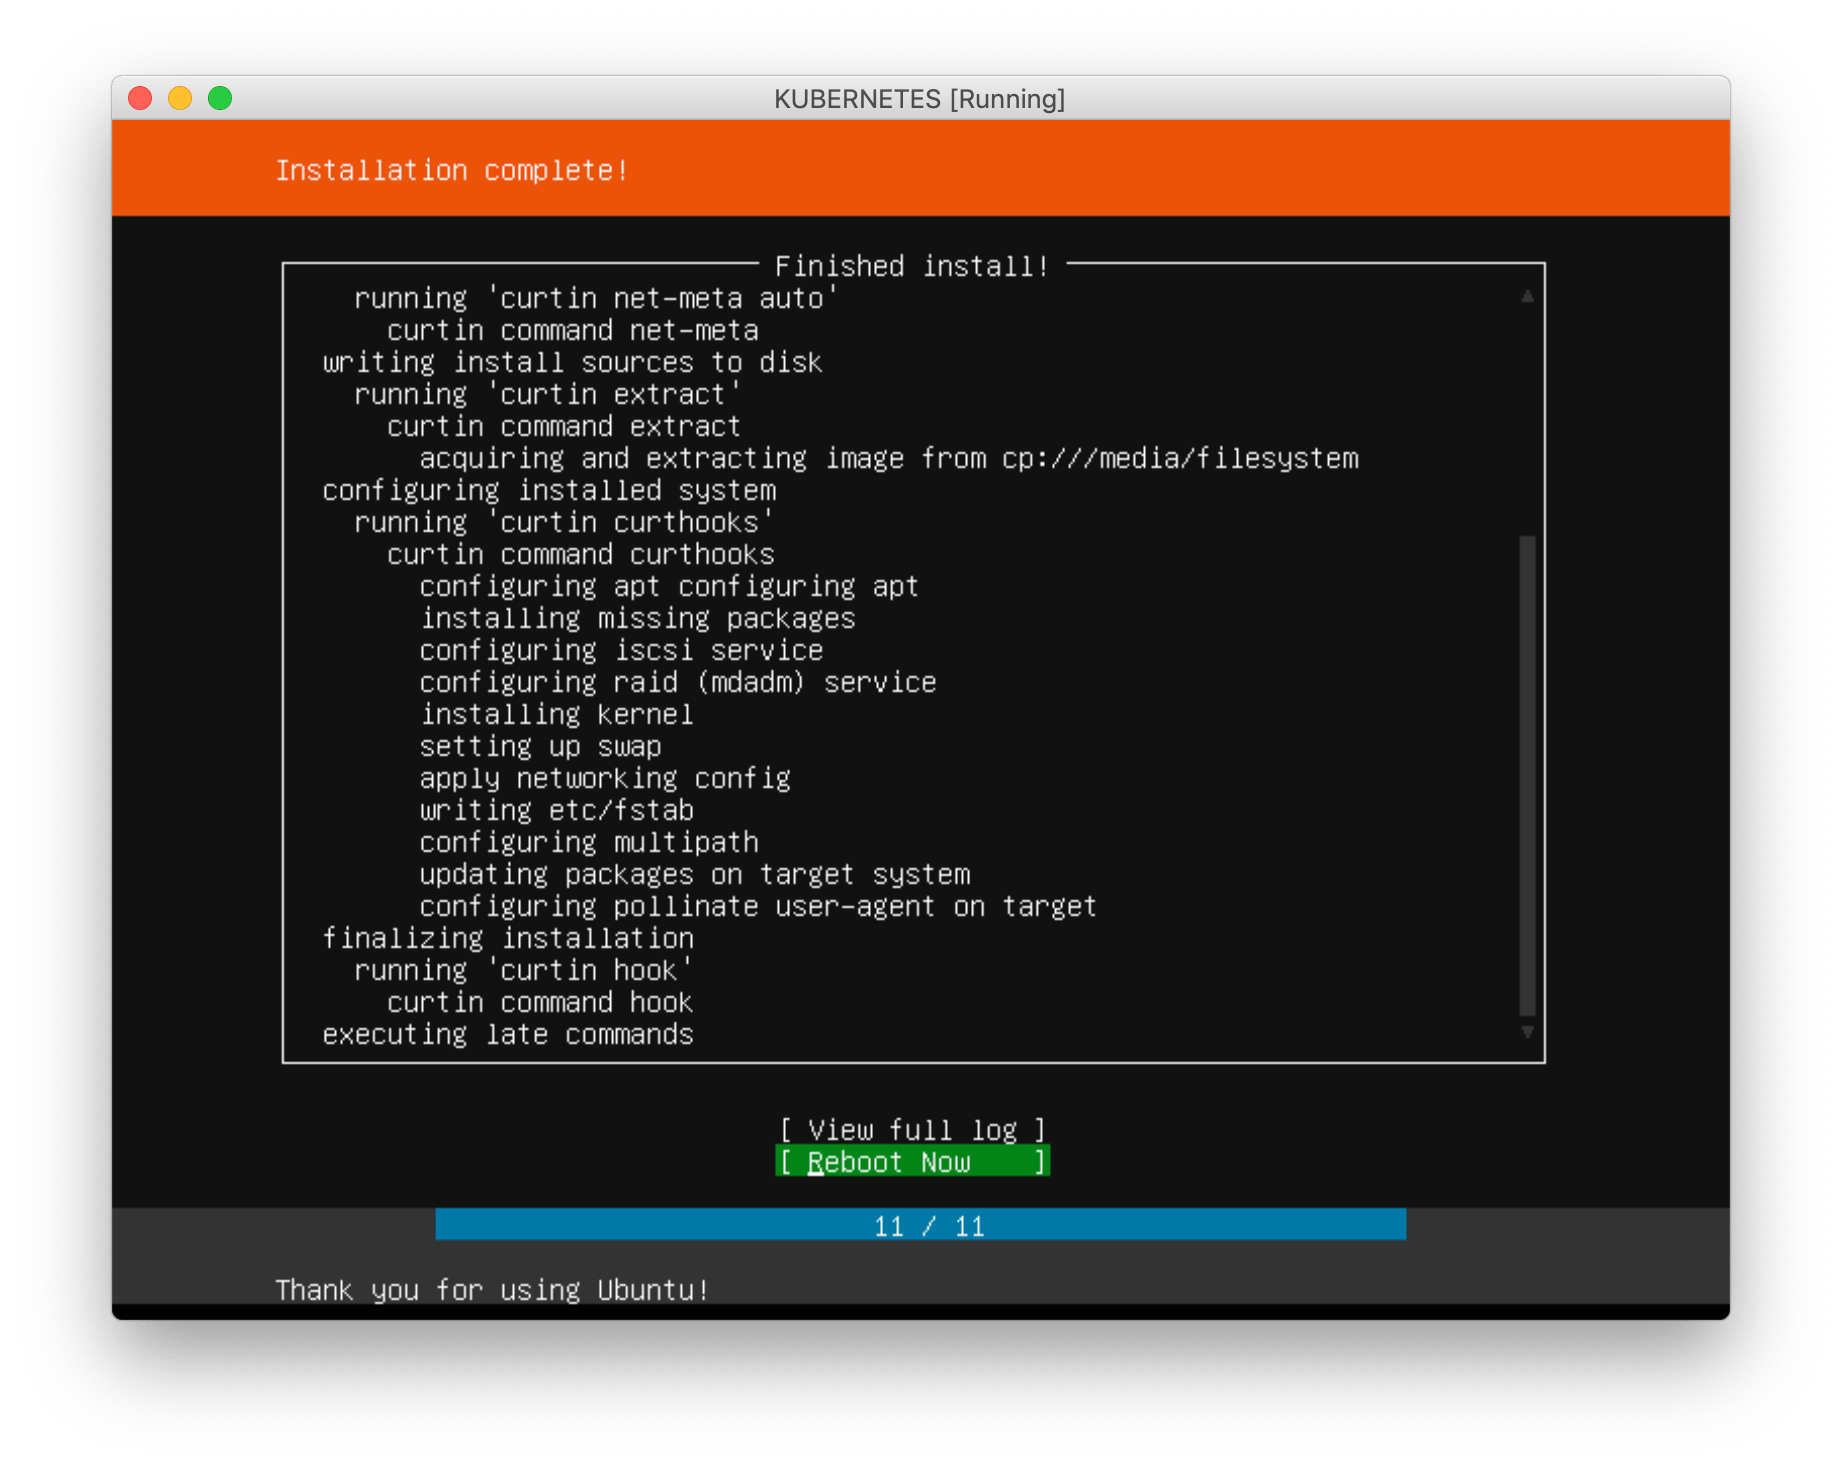 KUBERNETES [Running]
Installation complete!
Finished install!
running 'curtin net-meta auto'
curtin command net-meta
writing install sources to disk
running 'curtin extract'
curtin command extract
acquiring and extracting image from cp:///media/filesystem
configuring installed system
running 'curtin curthooks'
curtin command curthooks
configuring apt configuring apt
installing missing packages
configuring iscsi service
configuring raid (mdadm) service
installing kernel
setting up swap
apply networking config
writing etc/fstab
configuring multipath
updating packages on target system
configuring pollinate user-agent on target
finalizing installation
running 'curtin hook'
curtin command hook
executing late commands
[ View full log ]
[ Reboot Now ]
11 / 11
Thank you for using Ubuntu!